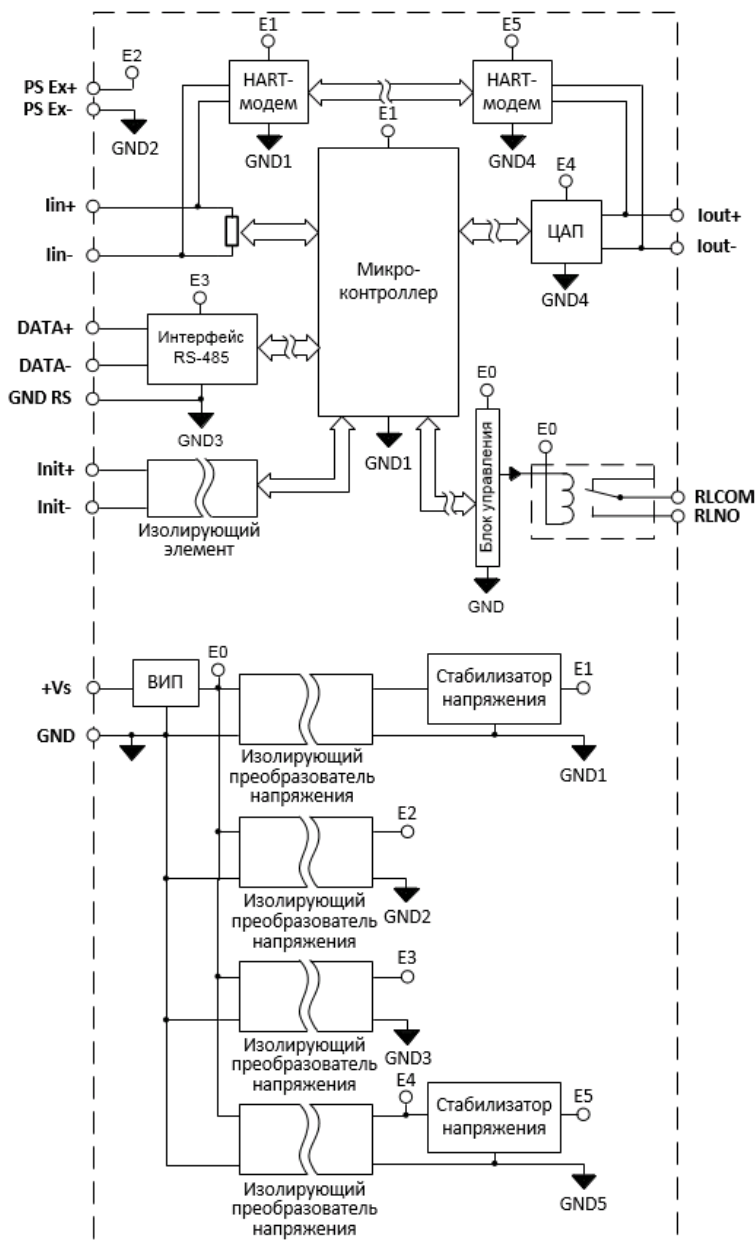 E1
E5
E2
PS Ex+
PS Ex-
GND2
HART-
модем
HART-
модем
GND1
E1
GND4
E4
Iin+
Iin-
Микро-
контроллер
ЦАП
Iout+
Iout-
GND4
E3
DATA+
DATA-
GND RS
Интерфейс
RS-485
GND3
GND1
E0
E0
Init+
Init-
Изолирующий
элемент
Блок управления
RLCOM
RLNO
GND
E0
+Vs
ВИП
Стабилизатор
напряжения
E1
GND
Изолирующий
преобразователь
напряжения
GND1
E2
GND2
Изолирующий
преобразователь
напряжения
E3
GND3
Изолирующий
преобразователь
напряжения
E4
Стабилизатор
напряжения
E5
Изолирующий
преобразователь
напряжения
GND5